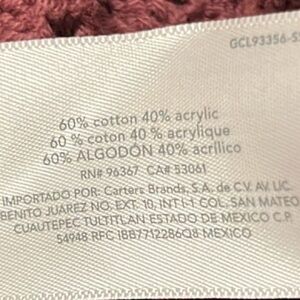 GCL93356-S
60% cotton 40% acrylic
60 % coton 40 % acrylique
60% ALGODÓN 40% acrílico
RN# 96367 CA# 53061
IMPORTADO POR: Carters Brands, S.A. de C.V. AV. LIC.
BENITO JUAREZ NO. EXT. 10, INT I-1 COL. SAN MATEO
CUAUTEPEC TULTITLAN ESTADO DE MEXICO C.P.
54948 RFC IBB7712286Q8 MEXICO